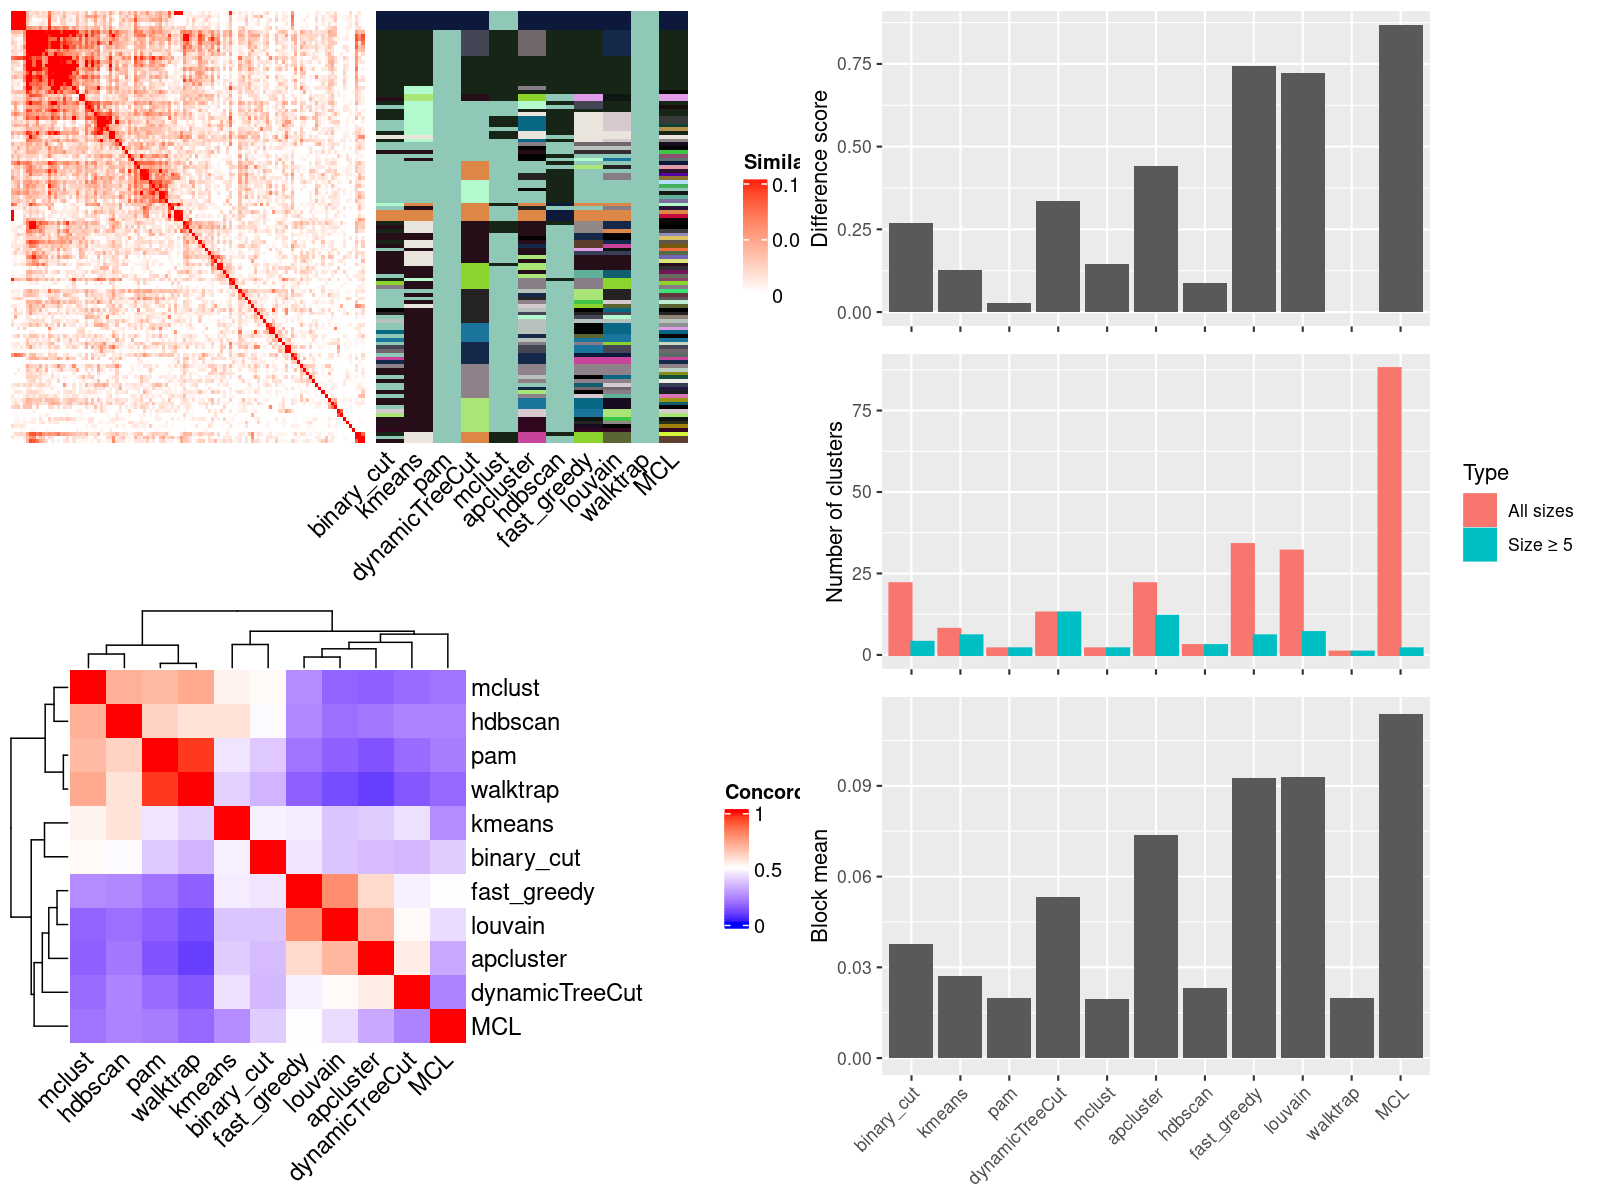 Simila
0.1
0.0
0
binary_cut
kmeans
pam
dynamicTreeCut
mclust
apcluster
hdbscan
fast_greedy
louvain
walktrap
MCL
mclust
hdbscan
pam
walktrap
kmeans
binary_cut
fast_greedy
louvain
apcluster
dynamicTreeCut
MCL
mclust
hdbscan
pam
walktrap
kmeans
binary_cut
fast_greedy
louvain
apcluster
dynamicTreeCut
MCL
Concord
1
0.5
0
Difference score
0.75
0.50
0.25
0.00
Number of clusters
75
50
25
0
Type
All sizes
Size ≥ 5
Block mean
0.09
0.06
0.03
0.00
binary_cut
kmeans
pam
dynamicTreeCut
mclust
apcluster
hdbscan
fast_greedy
louvain
walktrap
MCL